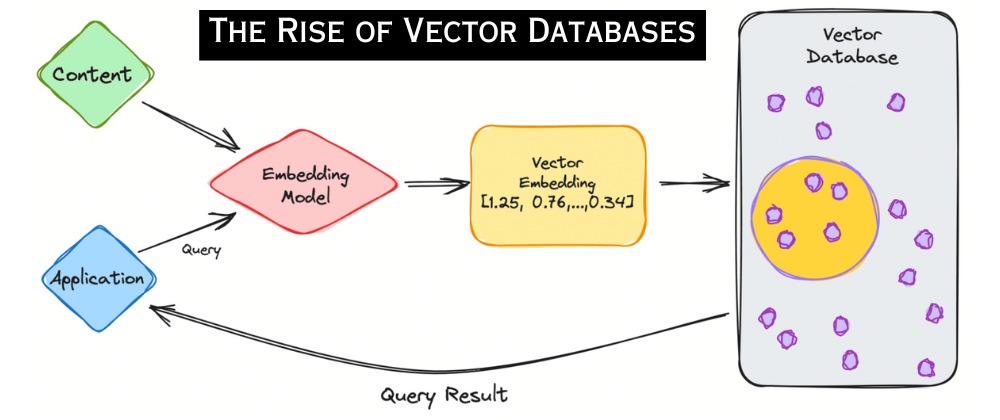 THE RISE OF VECTOR DATABASES
Content
Vector
Database
Embedding
Model
Vector
Embedding
[1.25, 0.76,...,0.34]
Query
Application
Query Result